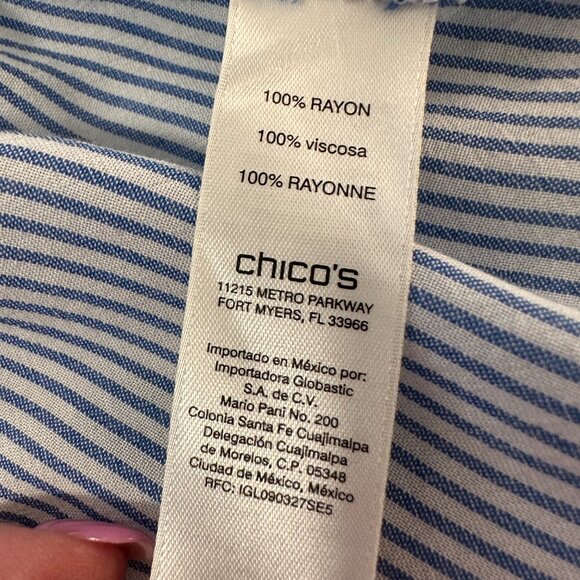 100% RAYON
100% viscosa
100% RAYONNE
chico's
11215 METRO PARKWAY
FORT MYERS, FL 33966
Importado en México por:
Importadora Globastic
S.A. de C.V.
Mario Pani No. 200
Colonia Santa Fe Cuajimalpa
Delegación Cuajimalpa
de Morelos, C.P. 05348
Ciudad de México, México
RFC: IGL090327SE5